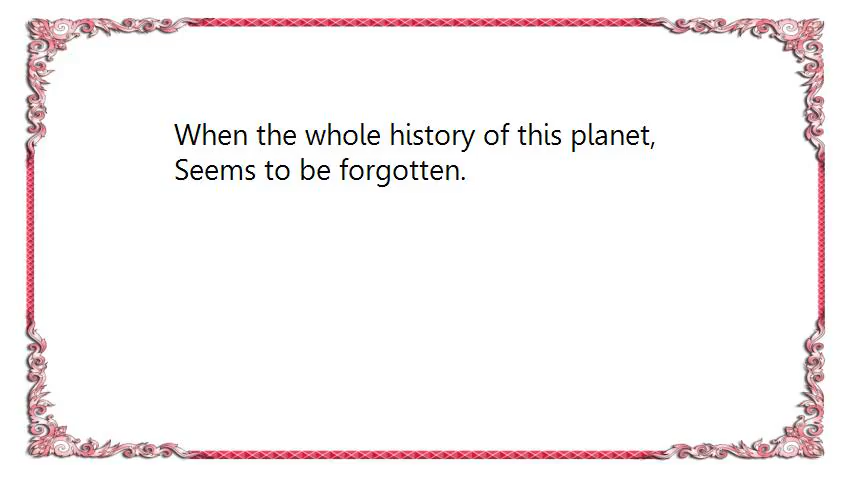 When the whole history of this planet,
Seems to be forgotten.